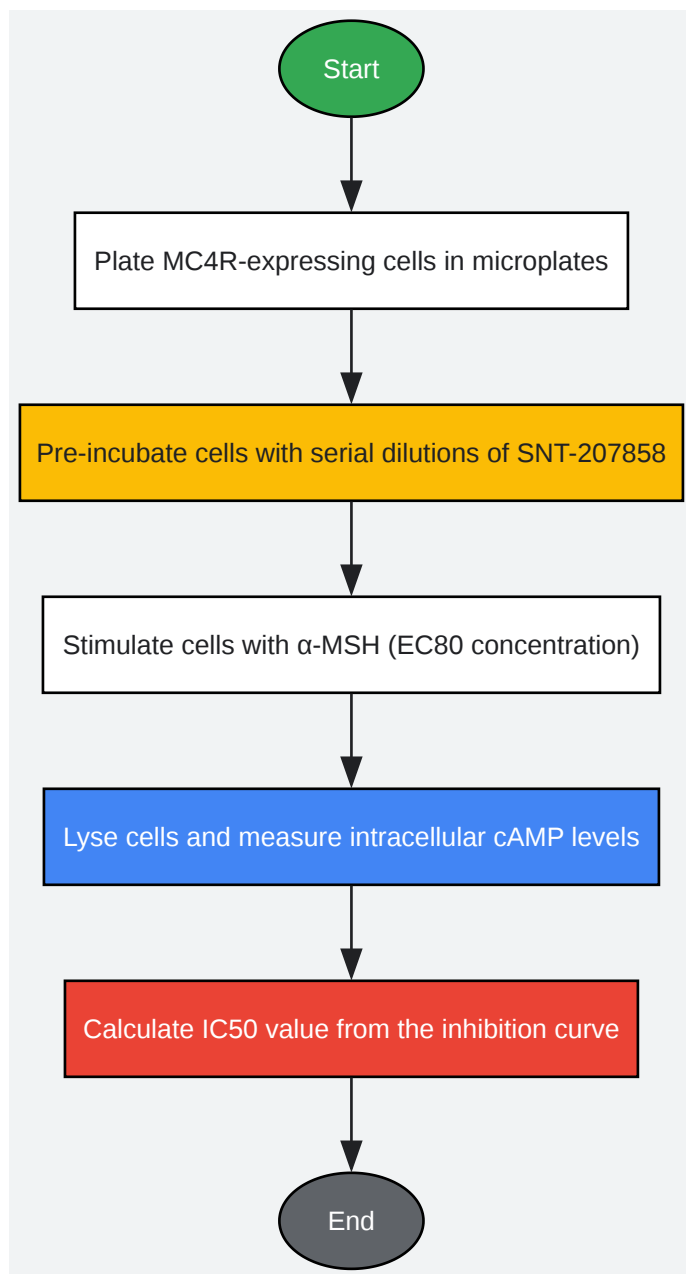 Start
Plate MC4R-expressing cells in microplates
Pre-incubate cells with serial dilutions of SNT-207858
Stimulate cells with α-MSH (EC80 concentration)
Lyse cells and measure intracellular cAMP levels
Calculate IC50 value from the inhibition curve
End